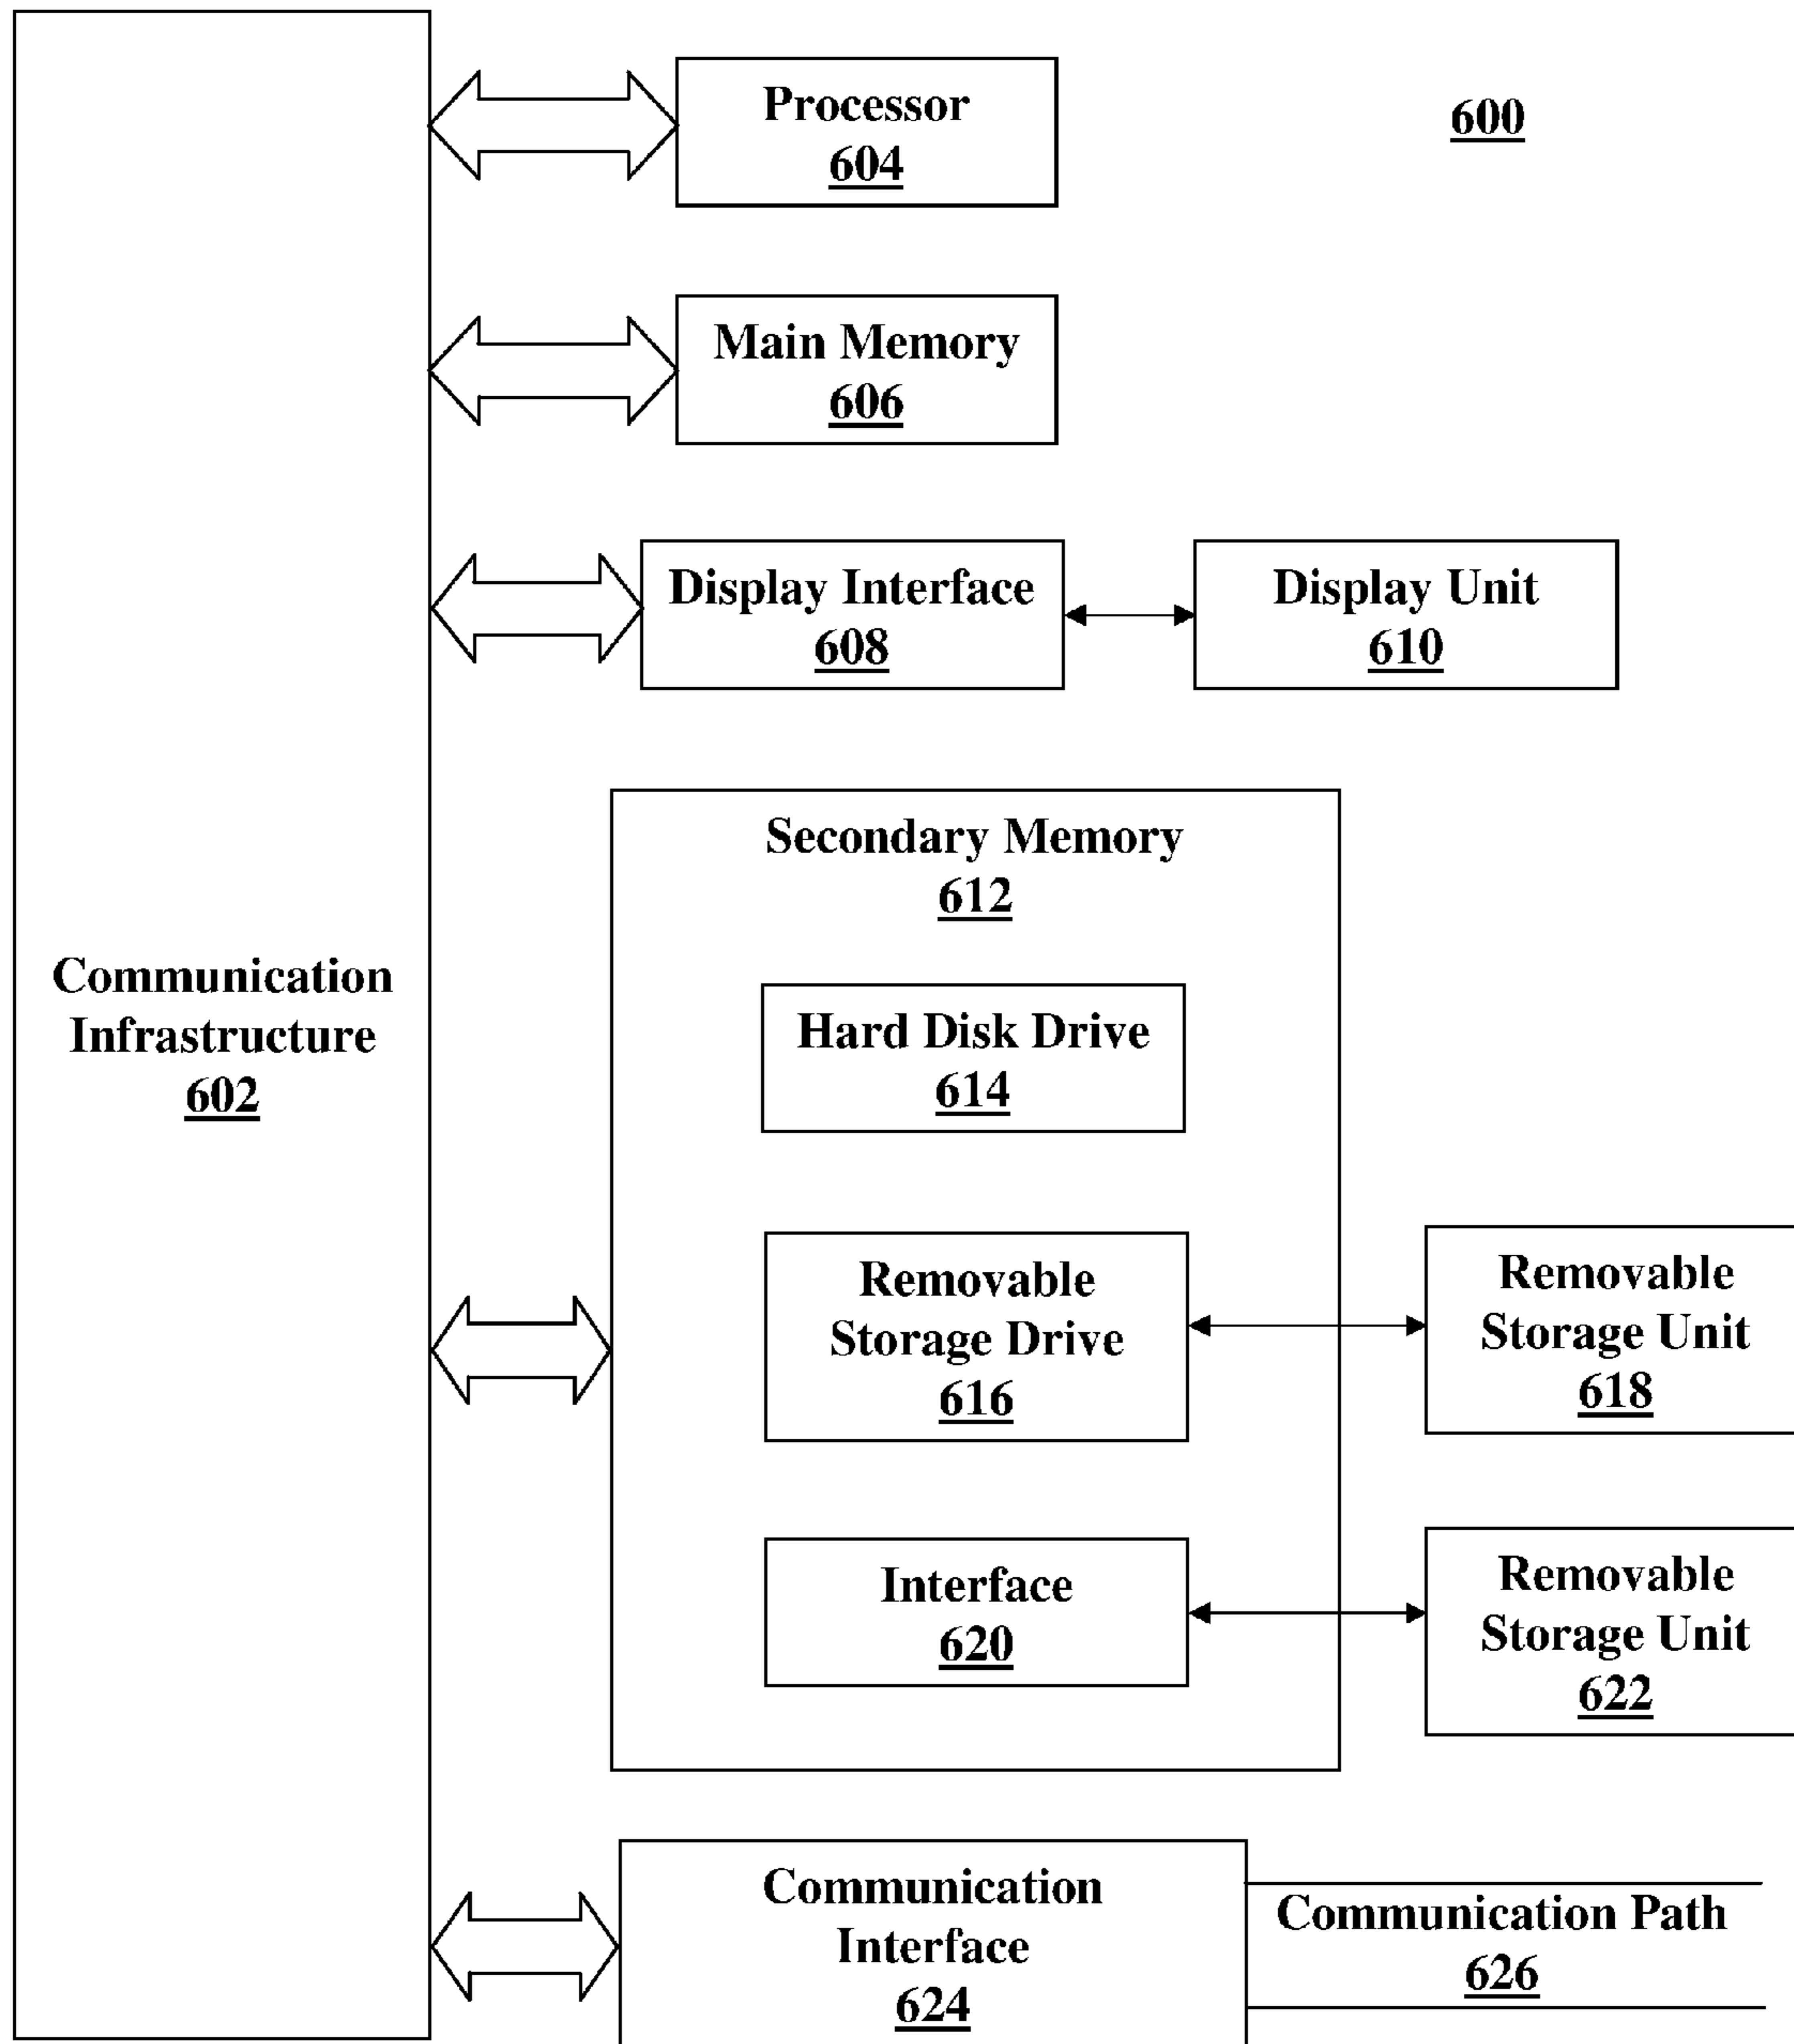 Processor
604
600
Main Memory
606
Display Interface
608
Display Unit
610
Secondary Memory
612
Communication
Infrastructure
602
Hard Disk Drive
614
Removable
Storage Drive
616
Removable
Storage Unit
618
Interface
620
Removable
Storage Unit
622
Communication
Interface
624
Communication Path
626